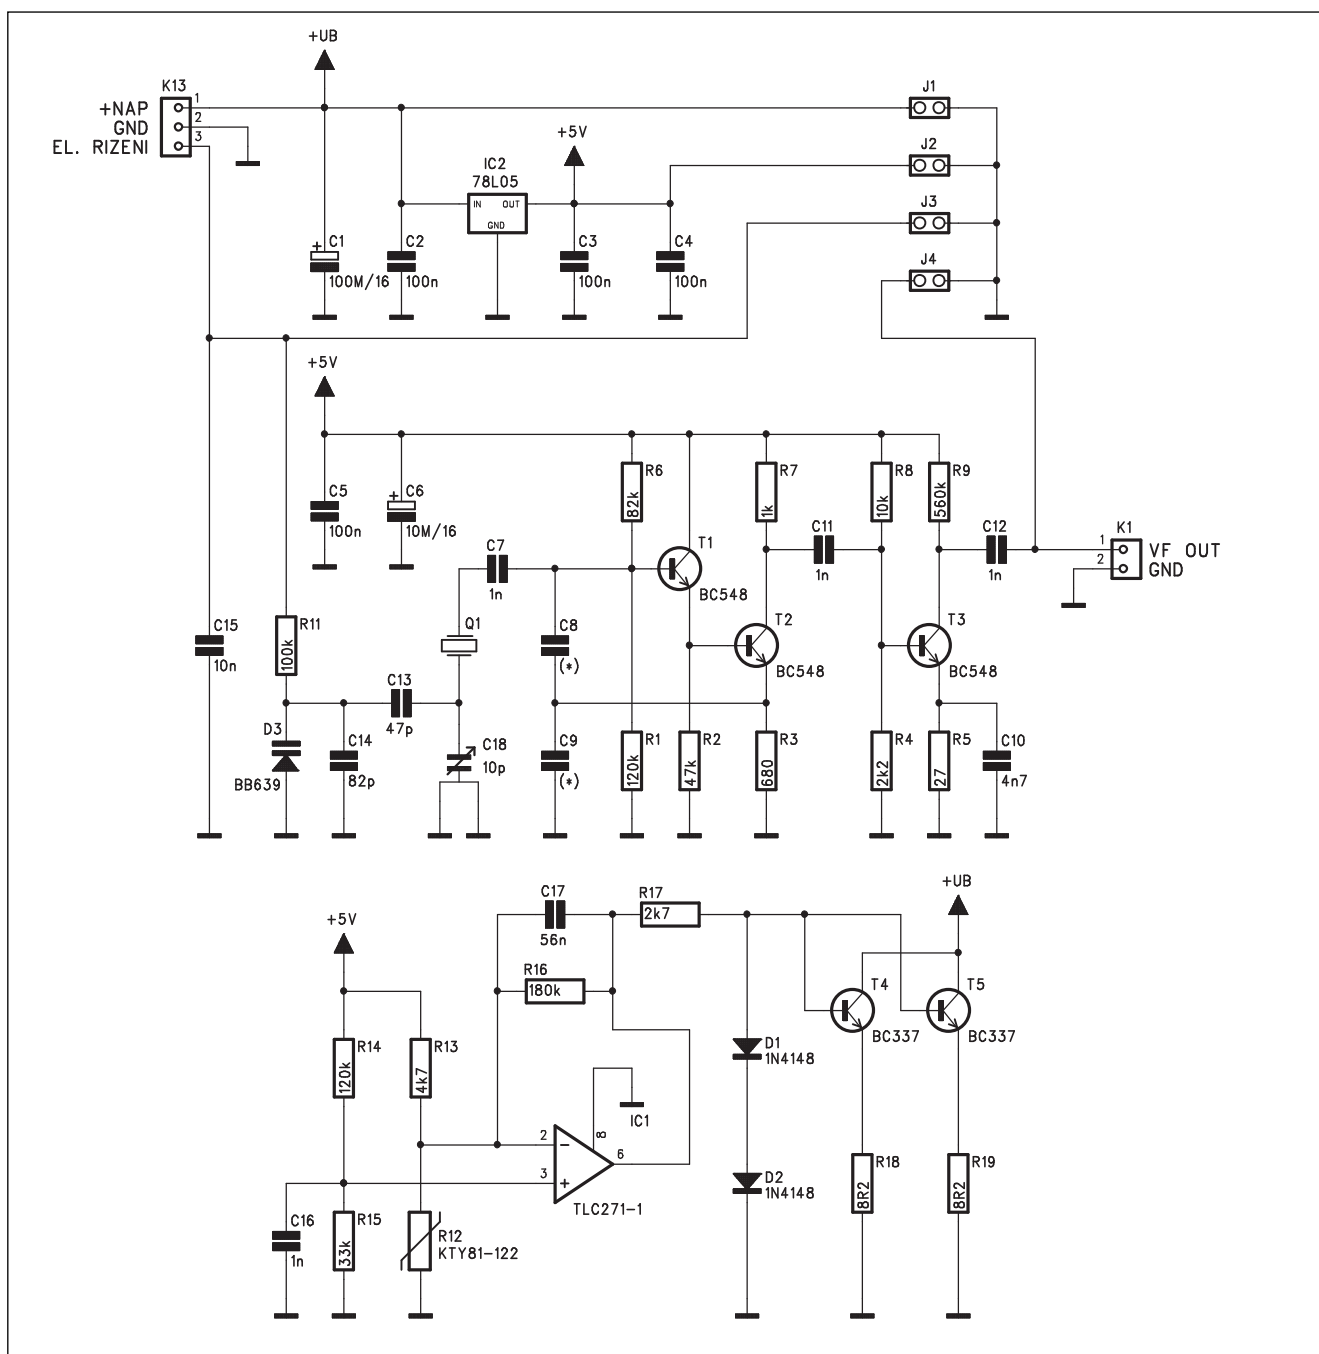 +UB
K13
J1
+NAP 1
GND 2
EL. RIZENI 3
+5V
J2
IC2
78L05
IN OUT
GND
J3
C1
100M/16
C2
100n
C3
100n
C4
100n
J4
+5V
R6
82k
R7
1k
R8
10k
R9
560k
C5
100n
C6
10M/16
C7
1n
T1
BC548
C11
1n
C12
1n
K1
1 VF OUT
2 GND
C15
10n
R11
100k
Q1
C8
(*)
T2
BC548
T3
BC548
C13
47p
D3
BB639
C14
82p
C18
10p
C9
(*)
R1
120k
R2
47k
R3
680
R4
2k2
R5
27
C10
4n7
+UB
C17
56n
R17
2k7
+5V
R16
180k
T4
BC337
T5
BC337
R14
120k
R13
4k7
D1
1N4148
IC1
8
2
-
6
3
+
TLC271-1
D2
1N4148
R18
8R2
R19
8R2
C16
1n
R15
33k
R12
KTY81-122